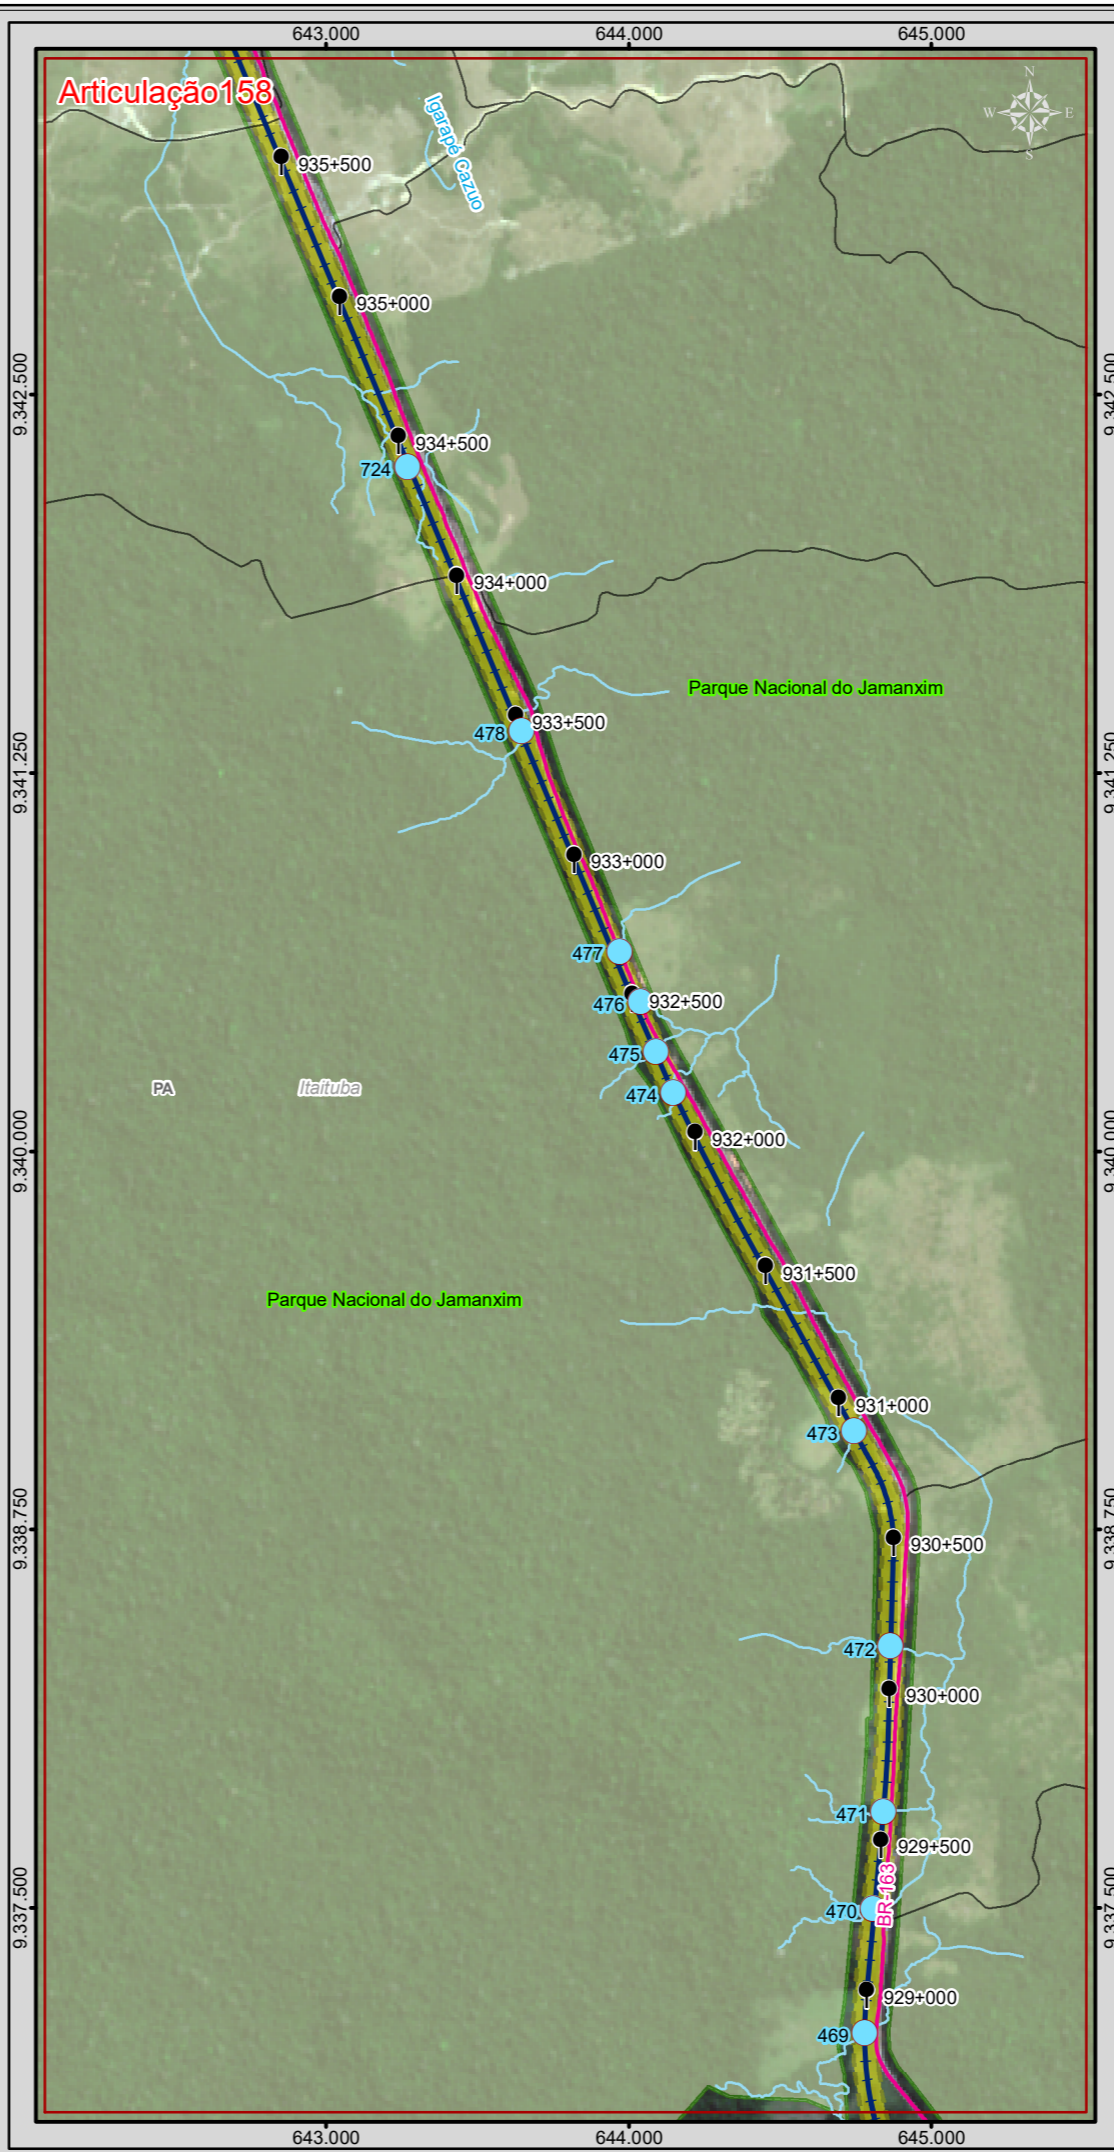 643.000 644.000 645.000
Articulação158
N
W E
S
Igarapé Cazuo
935+500
935+000
9.342.500 9.342.500
934+500
724
934+000
Parque Nacional do Jamanxim
933+500
478
9.341.250 9.341.250
933+000
477
476 932+500
475
PA Itaituba
474
932+000
9.340.000 9.340.000
931+500
Parque Nacional do Jamanxim
931+000
473
9.338.750 9.338.750
930+500
472
930+000
471
929+500
BR-163
470
9.337.500 9.337.500
929+000
469
643.000 644.000 645.000